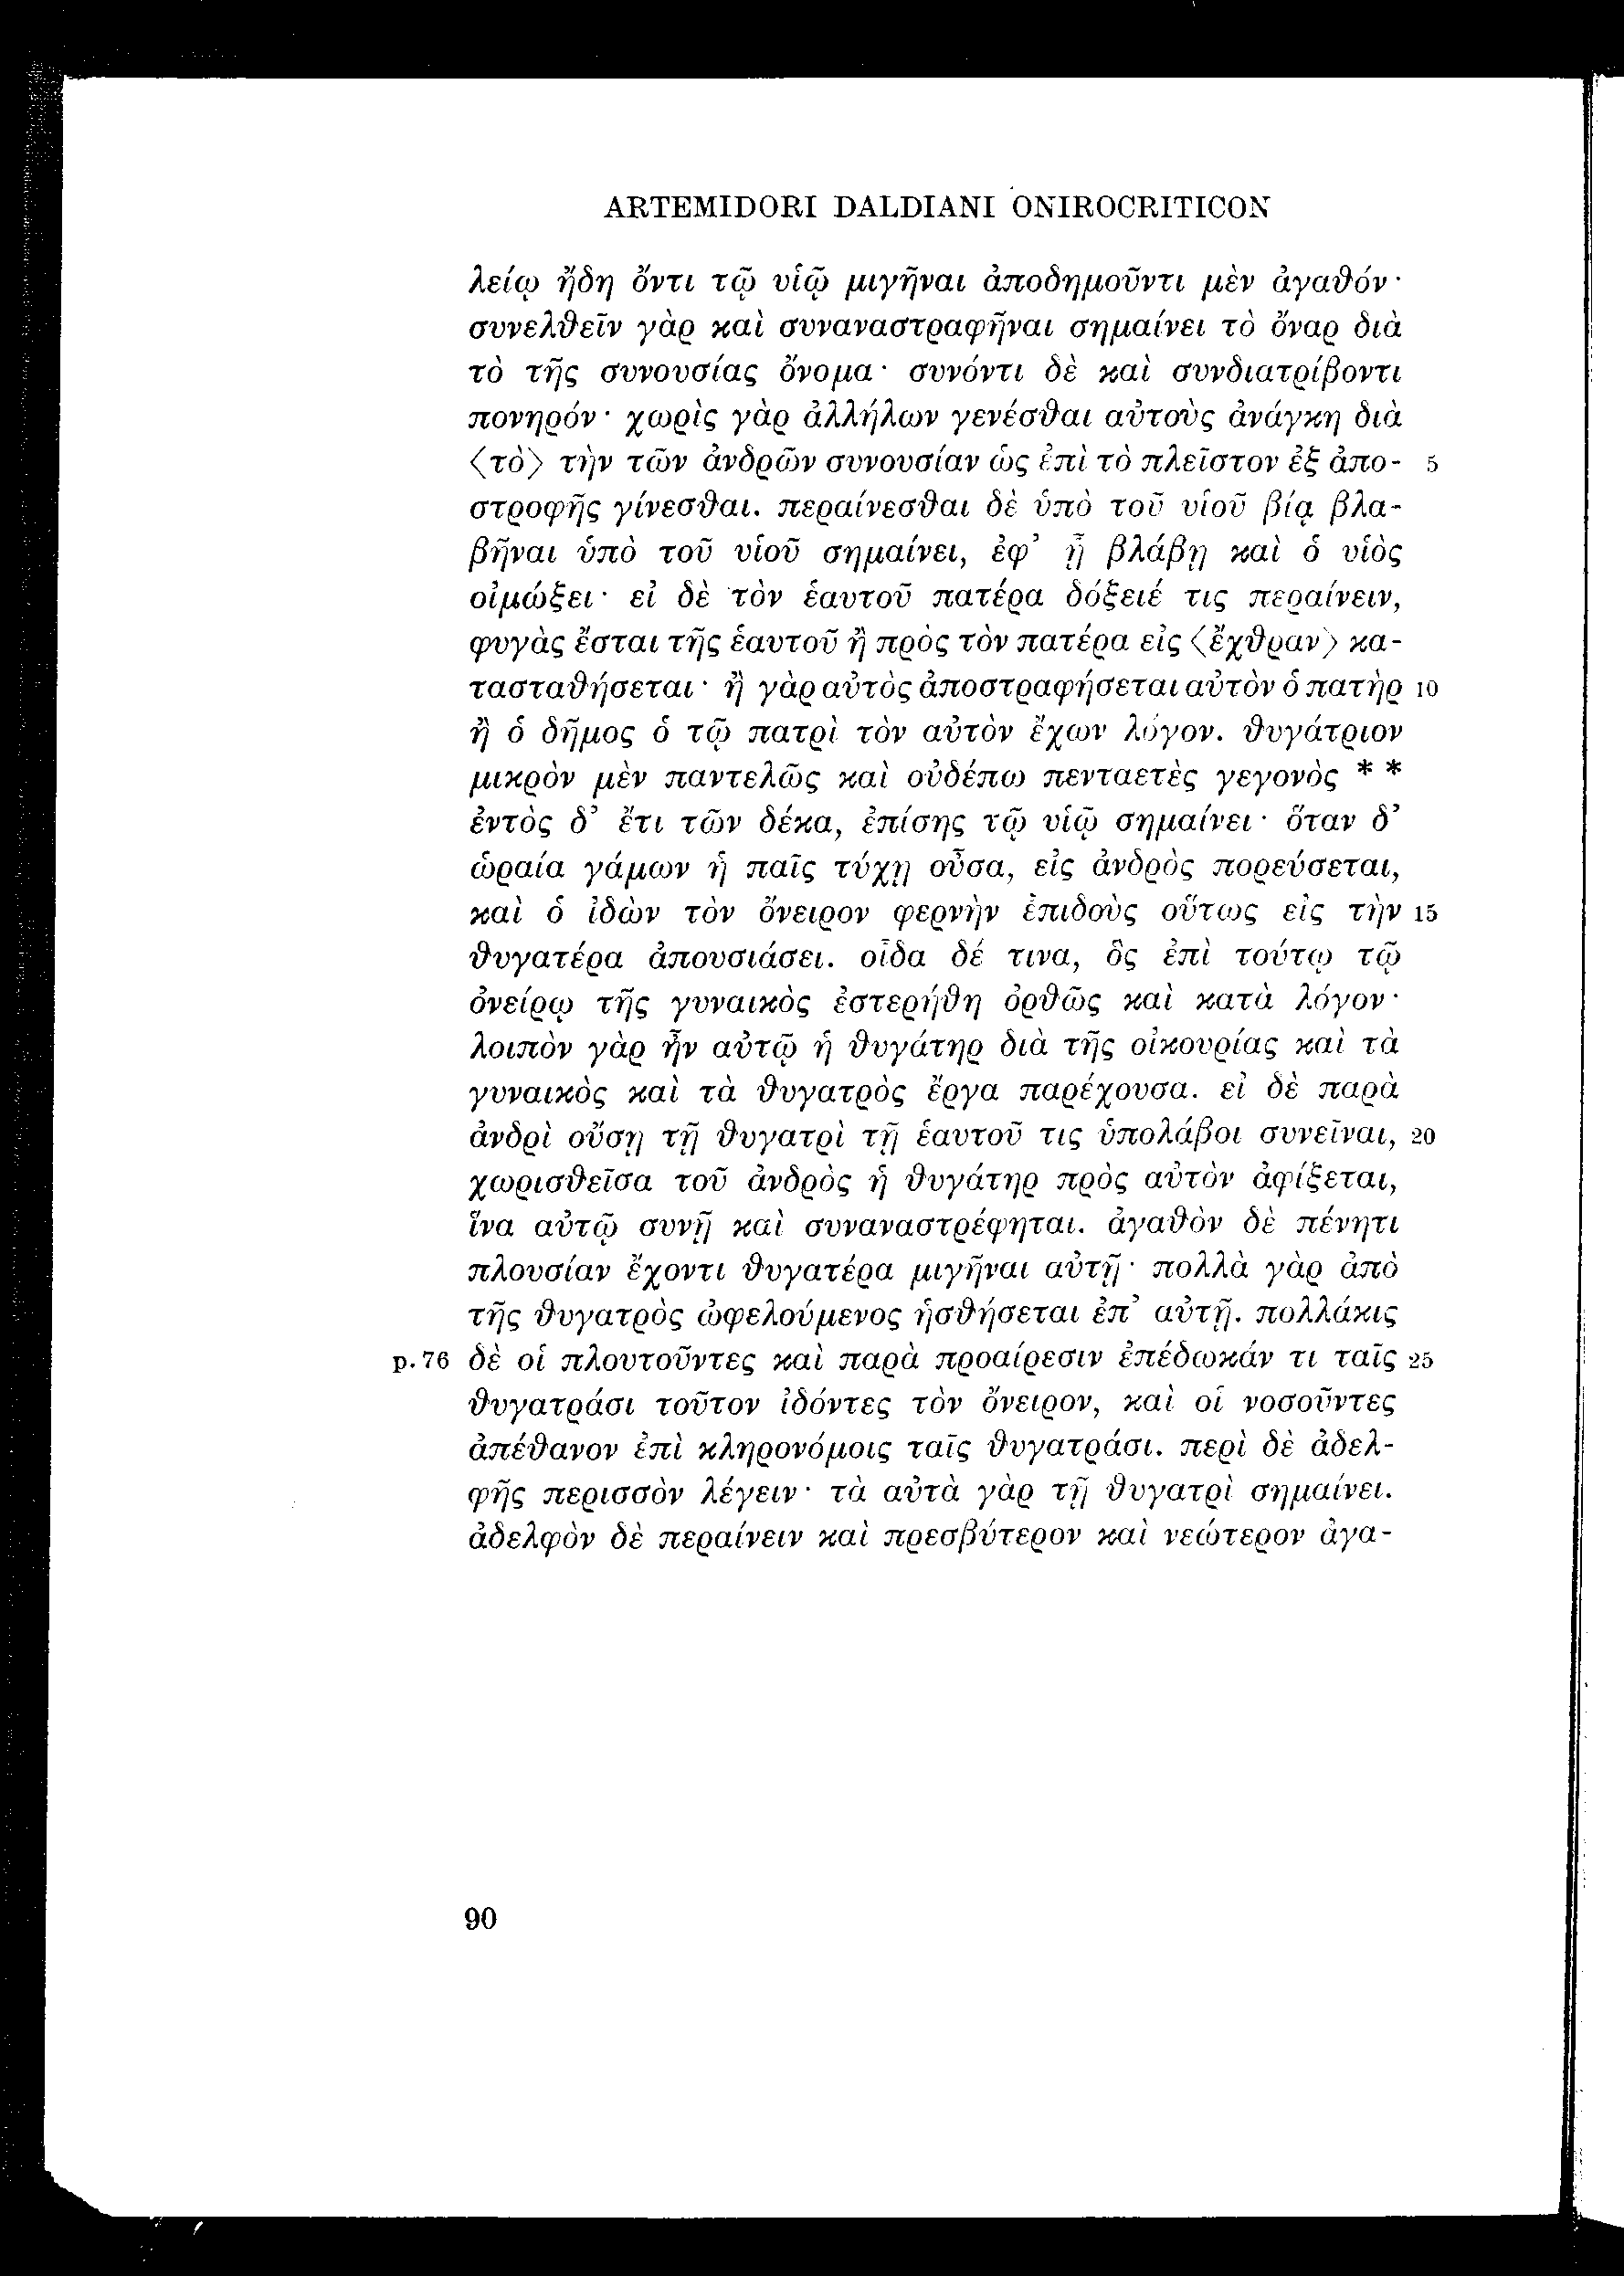 ARTEMIDORI DALDIANI ONIROCRITICON
λείῳ ἤδη ὄντι τῷ υἱῷ μιγῆναι ἀποδημοῦντι μὲν ἀγαθόν·
συνελθεῖν γὰρ καὶ συναναστραφῆναι σημαίνει τὸ ὄναρ διὰ
τὸ τῆς συνουσίας ὄνομα· συνόντι δὲ καὶ συνδιατρίβοντι
πονηρόν· χωρὶς γὰρ ἀλλήλων γενέσθαι αὐτοὺς ἀνάγκη διὰ
⟨τὸ⟩ τὴν τῶν ἀνδρῶν συνουσίαν ὡς ἐπὶ τὸ πλεῖστον ἐξ ἀπο- 5
στροφῆς γίνεσθαι. περαίνεσθαι δὲ ὑπὸ τοῦ υἱοῦ βίᾳ βλα-
βῆναι ὑπὸ τοῦ υἱοῦ σημαίνει, ἐφ᾽ ᾗ βλάβῃ καὶ ὁ υἱὸς
οἰμώξει· εἰ δὲ τὸν ἑαυτοῦ πατέρα δόξειέ τις περαίνειν,
φυγὰς ἔσται τῆς ἑαυτοῦ ἢ πρὸς τὸν πατέρα εἰς ⟨ἔχθραν⟩ κα-
τασταθήσεται· ἢ γὰρ αὐτὸς ἀποστραφήσεται αὐτὸν ὁ πατὴρ 10
ἢ ὁ δῆμος ὁ τῷ πατρὶ τὸν αὐτὸν ἔχων λόγον. θυγάτριον
μικρὸν μὲν παντελῶς καὶ οὐδέπω πενταετὲς γεγονὸς * *
ἐντὸς δ᾽ ἔτι τῶν δέκα, ἐπίσης τῷ υἱῷ σημαίνει· ὅταν δ᾽
ὡραία γάμων ἡ παῖς τύχῃ οὖσα, εἰς ἀνδρὸς πορεύσεται,
καὶ ὁ ἰδὼν τὸν ὄνειρον φερνὴν ἐπιδοὺς οὕτως εἰς τὴν 15
θυγατέρα ἀπουσιάσει. οἶδα δέ τινα, ὃς ἐπὶ τούτῳ τῷ
ὀνείρῳ τῆς γυναικὸς ἐστερήθη ὀρθῶς καὶ κατὰ λόγον·
λοιπὸν γὰρ ἦν αὐτῷ ἡ θυγάτηρ διὰ τῆς οἰκουρίας καὶ τὰ
γυναικὸς καὶ τὰ θυγατρὸς ἔργα παρέχουσα. εἰ δὲ παρὰ
ἀνδρὶ οὔσῃ τῇ θυγατρὶ τῇ ἑαυτοῦ τις ὑπολάβοι συνεῖναι, 20
χωρισθεῖσα τοῦ ἀνδρὸς ἡ θυγάτηρ πρὸς αὐτὸν ἀφίξεται,
ἵνα αὐτῷ συνῇ καὶ συναναστρέφηται. ἀγαθὸν δὲ πένητι
πλουσίαν ἔχοντι θυγατέρα μιγῆναι αὐτῇ· πολλὰ γὰρ ἀπὸ
τῆς θυγατρὸς ὠφελούμενος ἡσθήσεται ἐπ᾽ αὐτῇ. πολλάκις
p. 76 δὲ οἱ πλουτοῦντες καὶ παρὰ προαίρεσιν ἐπέδωκάν τι ταῖς 25
θυγατράσι τοῦτον ἰδόντες τὸν ὄνειρον, καὶ οἱ νοσοῦντες
ἀπέθανον ἐπὶ κληρονόμοις ταῖς θυγατράσι. περὶ δὲ ἀδελ-
φῆς περισσὸν λέγειν· τὰ αὐτὰ γὰρ τῇ θυγατρὶ σημαίνει.
ἀδελφὸν δὲ περαίνειν καὶ πρεσβύτερον καὶ νεώτερον ἀγα-
90